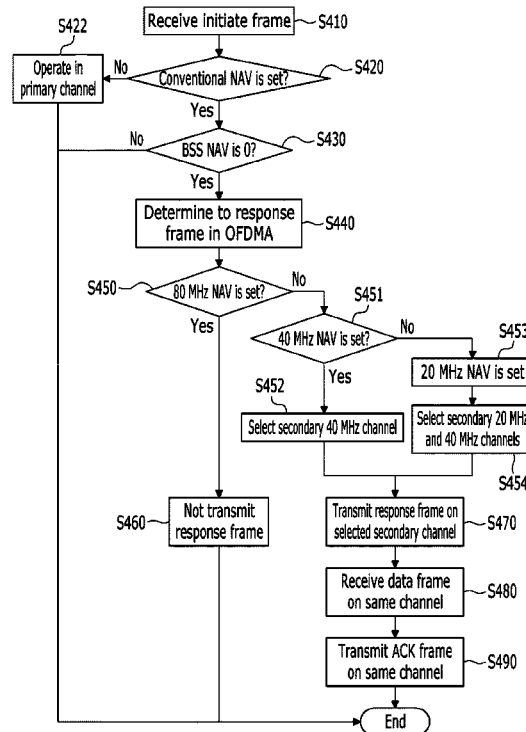 Receive initiate frame
S410
S422
Operate in
primary channel
No
Conventional NAV is set?
S420
Yes
No
BSS NAV is 0?
S430
Yes
Determine to response
frame in OFDMA
S440
S450
80 MHz NAV is set?
No
S451
Yes
40 MHz NAV is set?
No
S453
20 MHz NAV is set
S452
Yes
Select secondary 40 MHz channel
Select secondary 20 MHz
and 40 MHz channels
S454
S460
Not transmit
response frame
Transmit response frame on
selected secondary channel
S470
Receive data frame
on same channel
S480
Transmit ACK frame
on same channel
S490
End